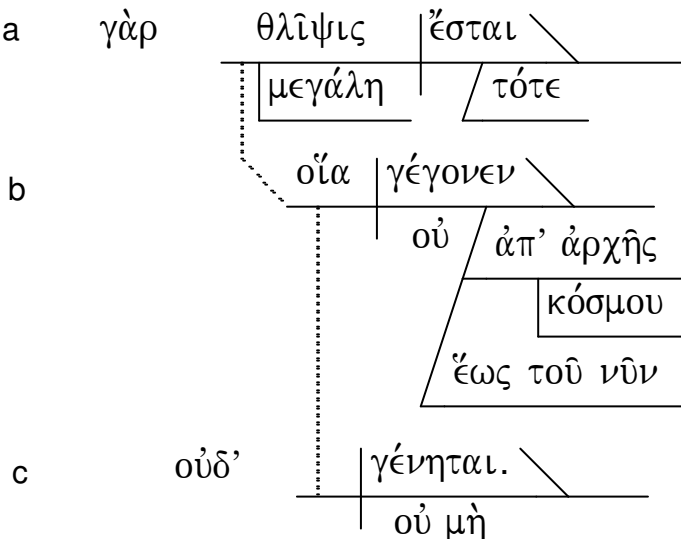 a γὰρ θλῖψις ἔσται
μεγάλη τότε
b οἵα γέγονεν
οὐ ἀπ’ ἀρχῆς
κόσμου
ἕως τοῦ νῦν
c οὐδ’ γένηται.
οὐ μὴ